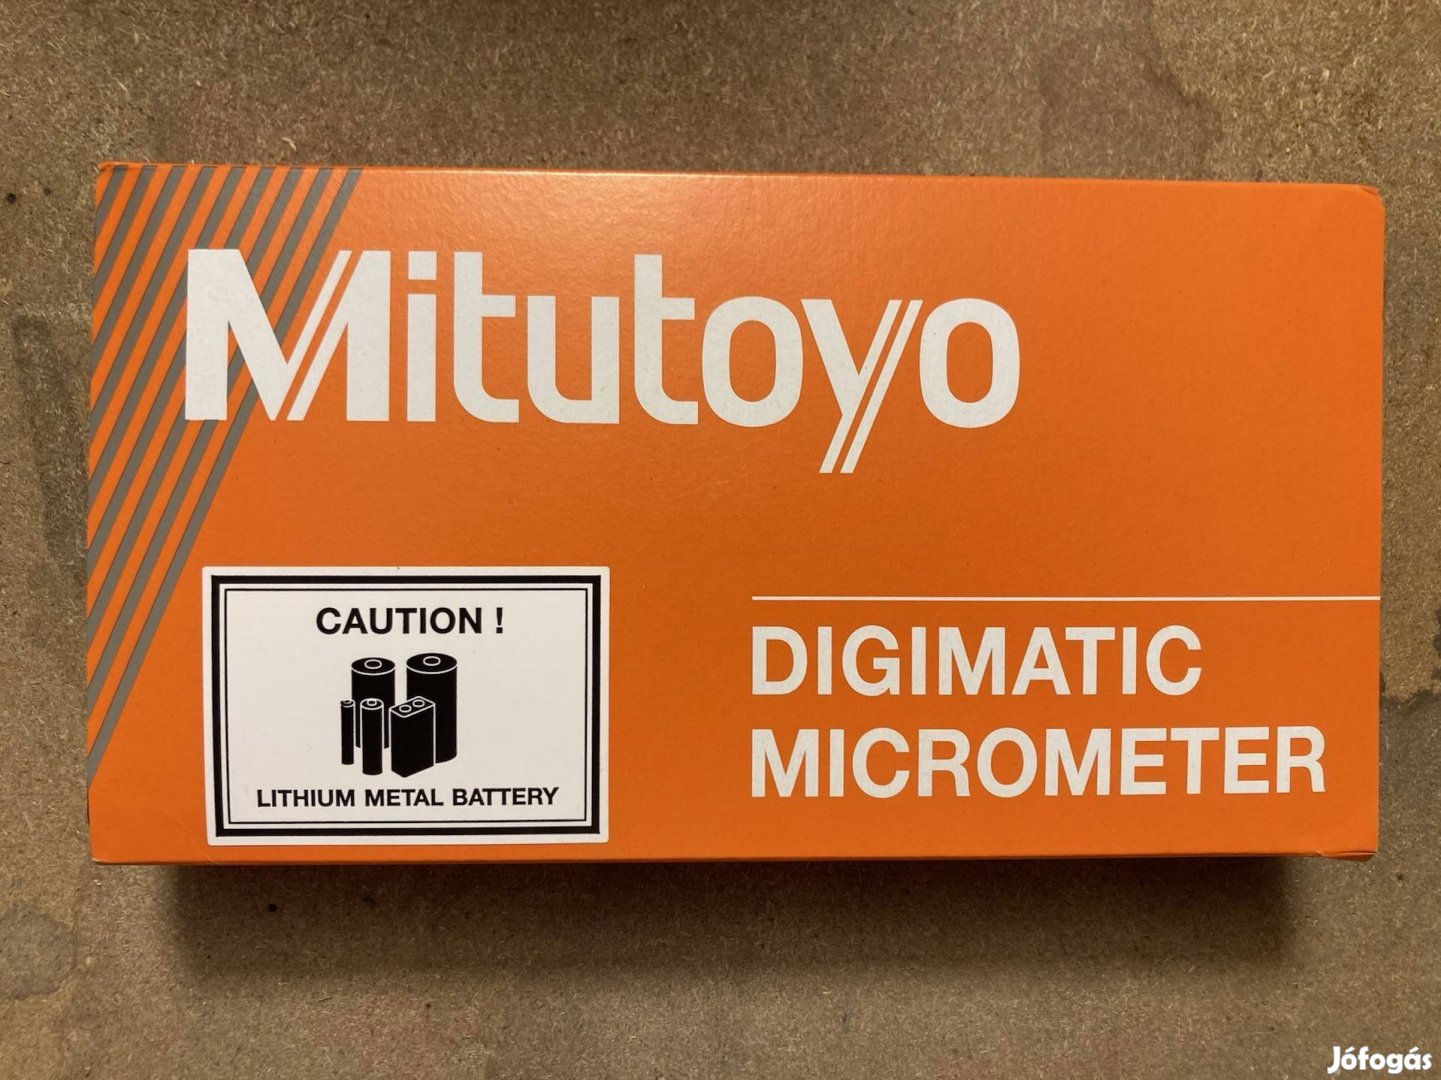 Mitutoyo
CAUTION !
LITHIUM METAL BATTERY
DIGIMATIC
MICROMETER
Jófogás